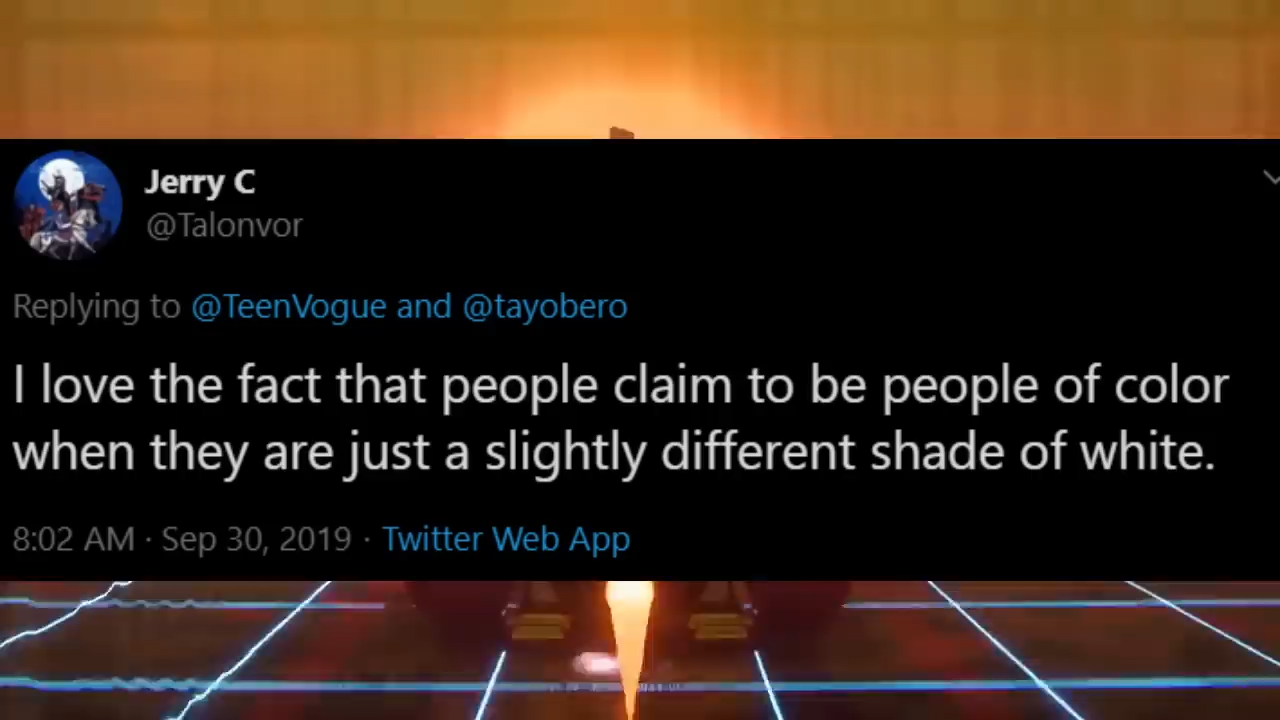 Jerry C
@Talonvor
Replying to @TeenVogue and @tayobero
I love the fact that people claim to be people of color
when they are just a slightly different shade of white.
8:02 AM · Sep 30, 2019 · Twitter Web App